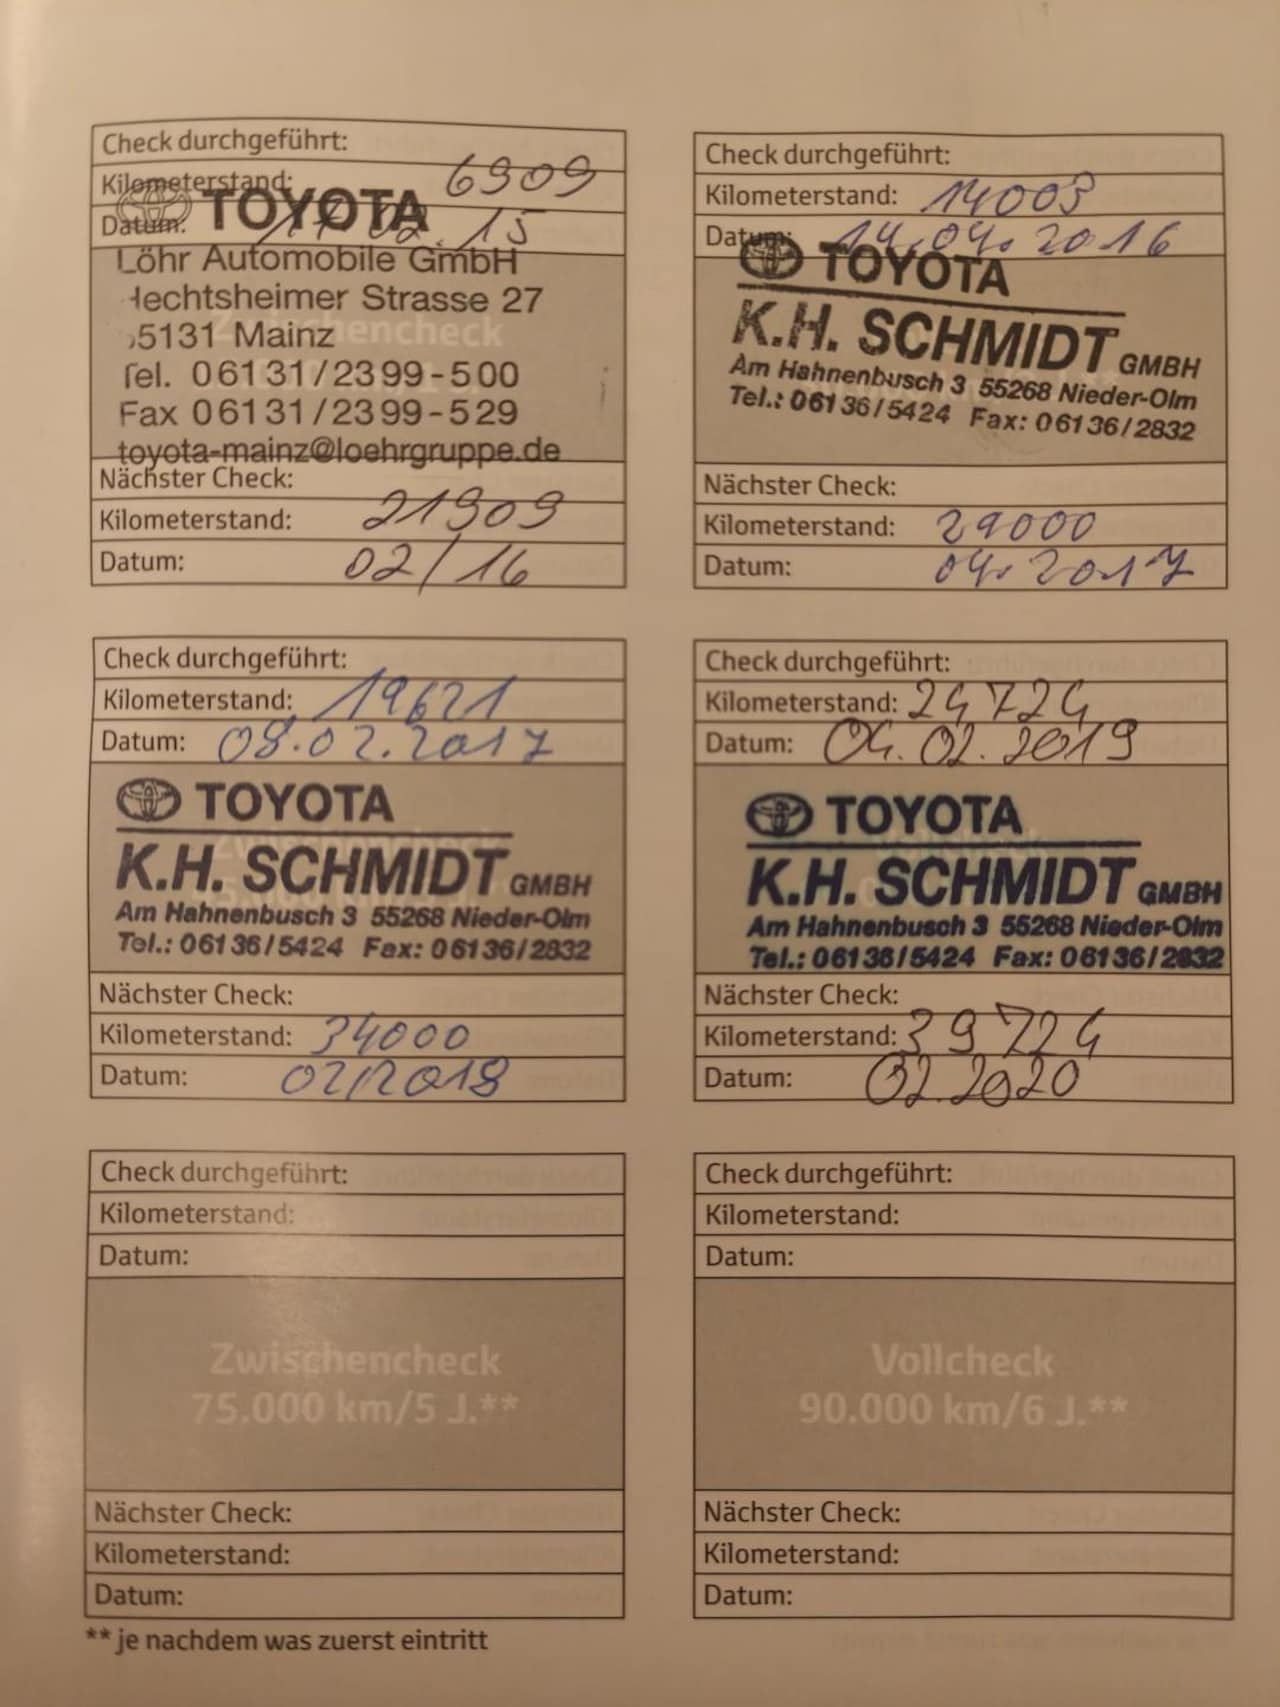 Check durchgeführt:
Kilometerstand: 6909
Datum: 17.02.15
TOYOTA
Löhr Automobile GmbH
Hechtsheimer Strasse 27
55131 Mainz
Tel. 06131/2399-500
Fax 06131/2399-529
toyota-mainz@loehrgruppe.de
Nächster Check:
Kilometerstand: 21909
Datum: 02/16
Check durchgeführt:
Kilometerstand: 14003
Datum: 14.04.2016
TOYOTA
K.H. SCHMIDT GMBH
Am Hahnenbusch 3 55268 Nieder-Olm
Tel.: 06136/5424 Fax: 06136/2832
Nächster Check:
Kilometerstand: 29000
Datum: 04.2017
Check durchgeführt:
Kilometerstand: 19621
Datum: 08.02.2017
TOYOTA
K.H. SCHMIDT GMBH
Am Hahnenbusch 3 55268 Nieder-Olm
Tel.: 06136/5424 Fax: 06136/2832
Nächster Check:
Kilometerstand: 34000
Datum: 02/2018
Check durchgeführt:
Kilometerstand: 24724
Datum: 04.02.2019
TOYOTA
K.H. SCHMIDT GMBH
Am Hahnenbusch 3 55268 Nieder-Olm
Tel.: 06136/5424 Fax: 06136/2832
Nächster Check:
Kilometerstand: 39724
Datum: 02.2020
Check durchgeführt:
Kilometerstand:
Datum:
Zwischencheck
75.000 km/5 J.**
Nächster Check:
Kilometerstand:
Datum:
Check durchgeführt:
Kilometerstand:
Datum:
Vollcheck
90.000 km/6 J.**
Nächster Check:
Kilometerstand:
Datum:
** je nachdem was zuerst eintritt